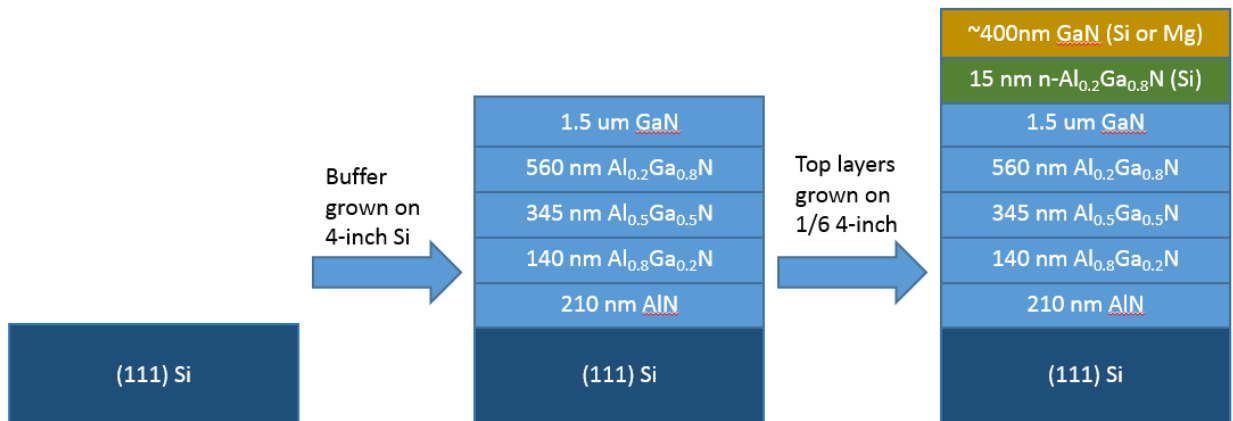 (111) Si
Buffer
grown on
4-inch Si
1.5 um GaN
560 nm Al₀.₂Ga₀.₈N
345 nm Al₀.₅Ga₀.₅N
140 nm Al₀.₈Ga₀.₂N
210 nm AlN
(111) Si
Top layers
grown on
1/6 4-inch
~400nm GaN (Si or Mg)
15 nm n-Al₀.₂Ga₀.₈N (Si)
1.5 um GaN
560 nm Al₀.₂Ga₀.₈N
345 nm Al₀.₅Ga₀.₅N
140 nm Al₀.₈Ga₀.₂N
210 nm AlN
(111) Si